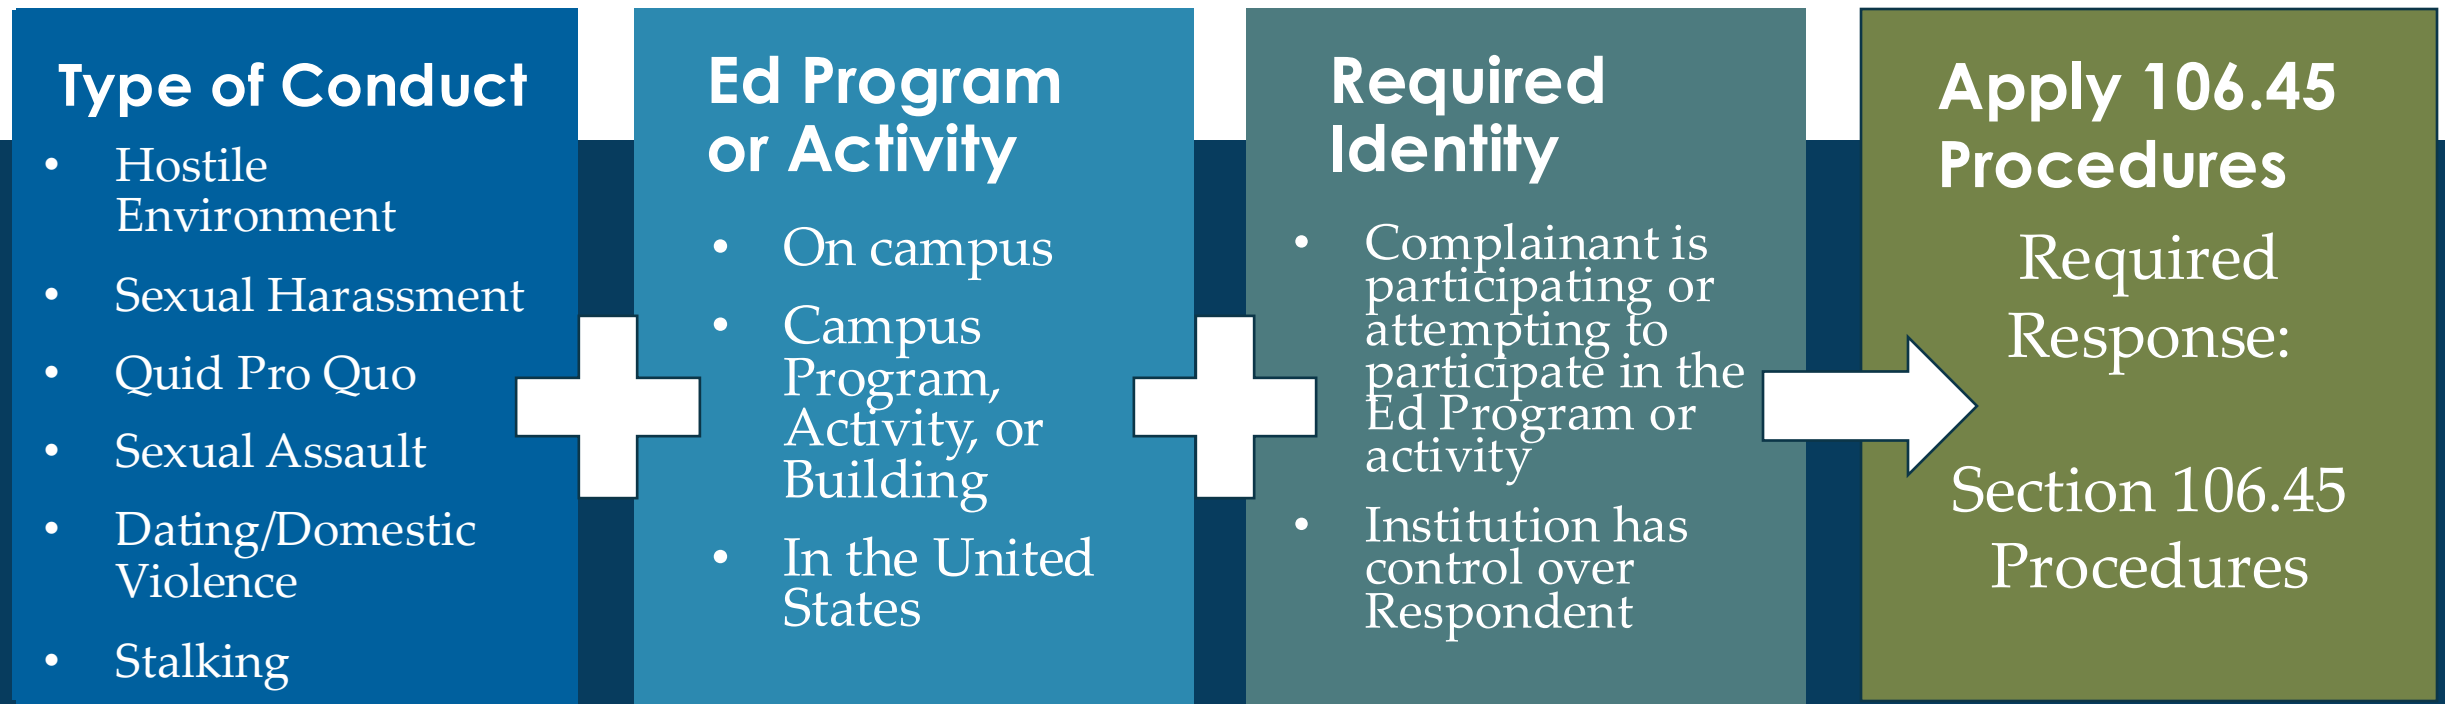 Type of Conduct
• Hostile
Environment
• Sexual Harassment
• Quid Pro Quo
• Sexual Assault
• Dating/Domestic
Violence
• Stalking
Ed Program
or Activity
• On campus
• Campus
Program,
Activity, or
Building
• In the United
States
Required
Identity
• Complainant is
participating or
attempting to
participate in the
Ed Program or
activity
• Institution has
control over
Respondent
Apply 106.45
Procedures
Required
Response:
Section 106.45
Procedures